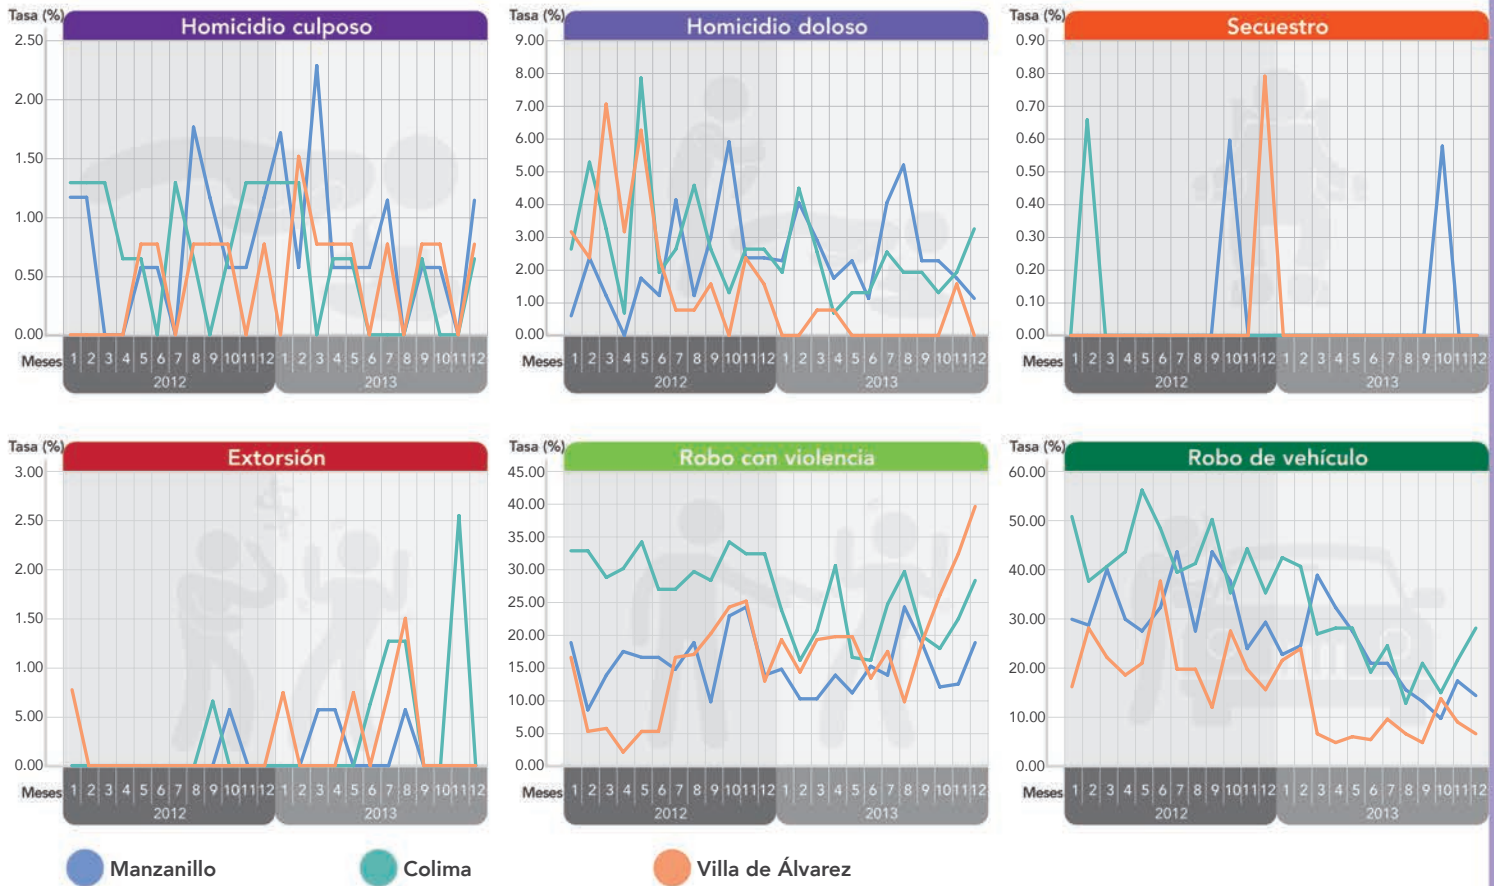 Tasa (%)
Homicidio culposo
2.50
2.00
1.50
1.00
0.50
0.00
Meses 1 2 3 4 5 6 7 8 9 10 11 12 1 2 3 4 5 6 7 8 9 10 11 12
2012 2013
Tasa (%)
Homicidio doloso
9.00
8.00
7.00
6.00
5.00
4.00
3.00
2.00
1.00
0.00
Meses 1 2 3 4 5 6 7 8 9 10 11 12 1 2 3 4 5 6 7 8 9 10 11 12
2012 2013
Tasa (%)
Secuestro
0.90
0.80
0.70
0.60
0.50
0.40
0.30
0.20
0.10
0.00
Meses 1 2 3 4 5 6 7 8 9 10 11 12 1 2 3 4 5 6 7 8 9 10 11 12
2012 2013
Tasa (%)
Extorsión
3.00
2.50
2.00
1.50
1.00
5.00
0.00
Meses 1 2 3 4 5 6 7 8 9 10 11 12 1 2 3 4 5 6 7 8 9 10 11 12
2012 2013
Tasa (%)
Robo con violencia
45.00
40.00
35.00
30.00
25.00
20.00
15.00
10.00
5.00
0.00
Meses 1 2 3 4 5 6 7 8 9 10 11 12 1 2 3 4 5 6 7 8 9 10 11 12
2012 2013
Tasa (%)
Robo de vehículo
60.00
50.00
40.00
30.00
20.00
10.00
0.00
Meses 1 2 3 4 5 6 7 8 9 10 11 12 1 2 3 4 5 6 7 8 9 10 11 12
2012 2013
Manzanillo Colima Villa de Álvarez